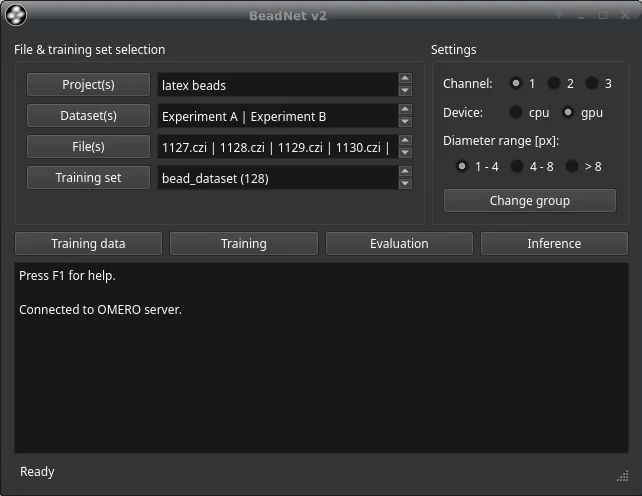 BeadNet v2
File & training set selection
Settings
Project(s) latex beads
Dataset(s) Experiment A | Experiment B
File(s) 1127.czi | 1128.czi | 1129.czi | 1130.czi |
Training set bead_dataset (128)
Channel: 1 2 3
Device: cpu gpu
Diameter range [px]:
1 - 4 4 - 8 > 8
Change group
Training data Training Evaluation Inference
Press F1 for help.
Connected to OMERO server.
Ready